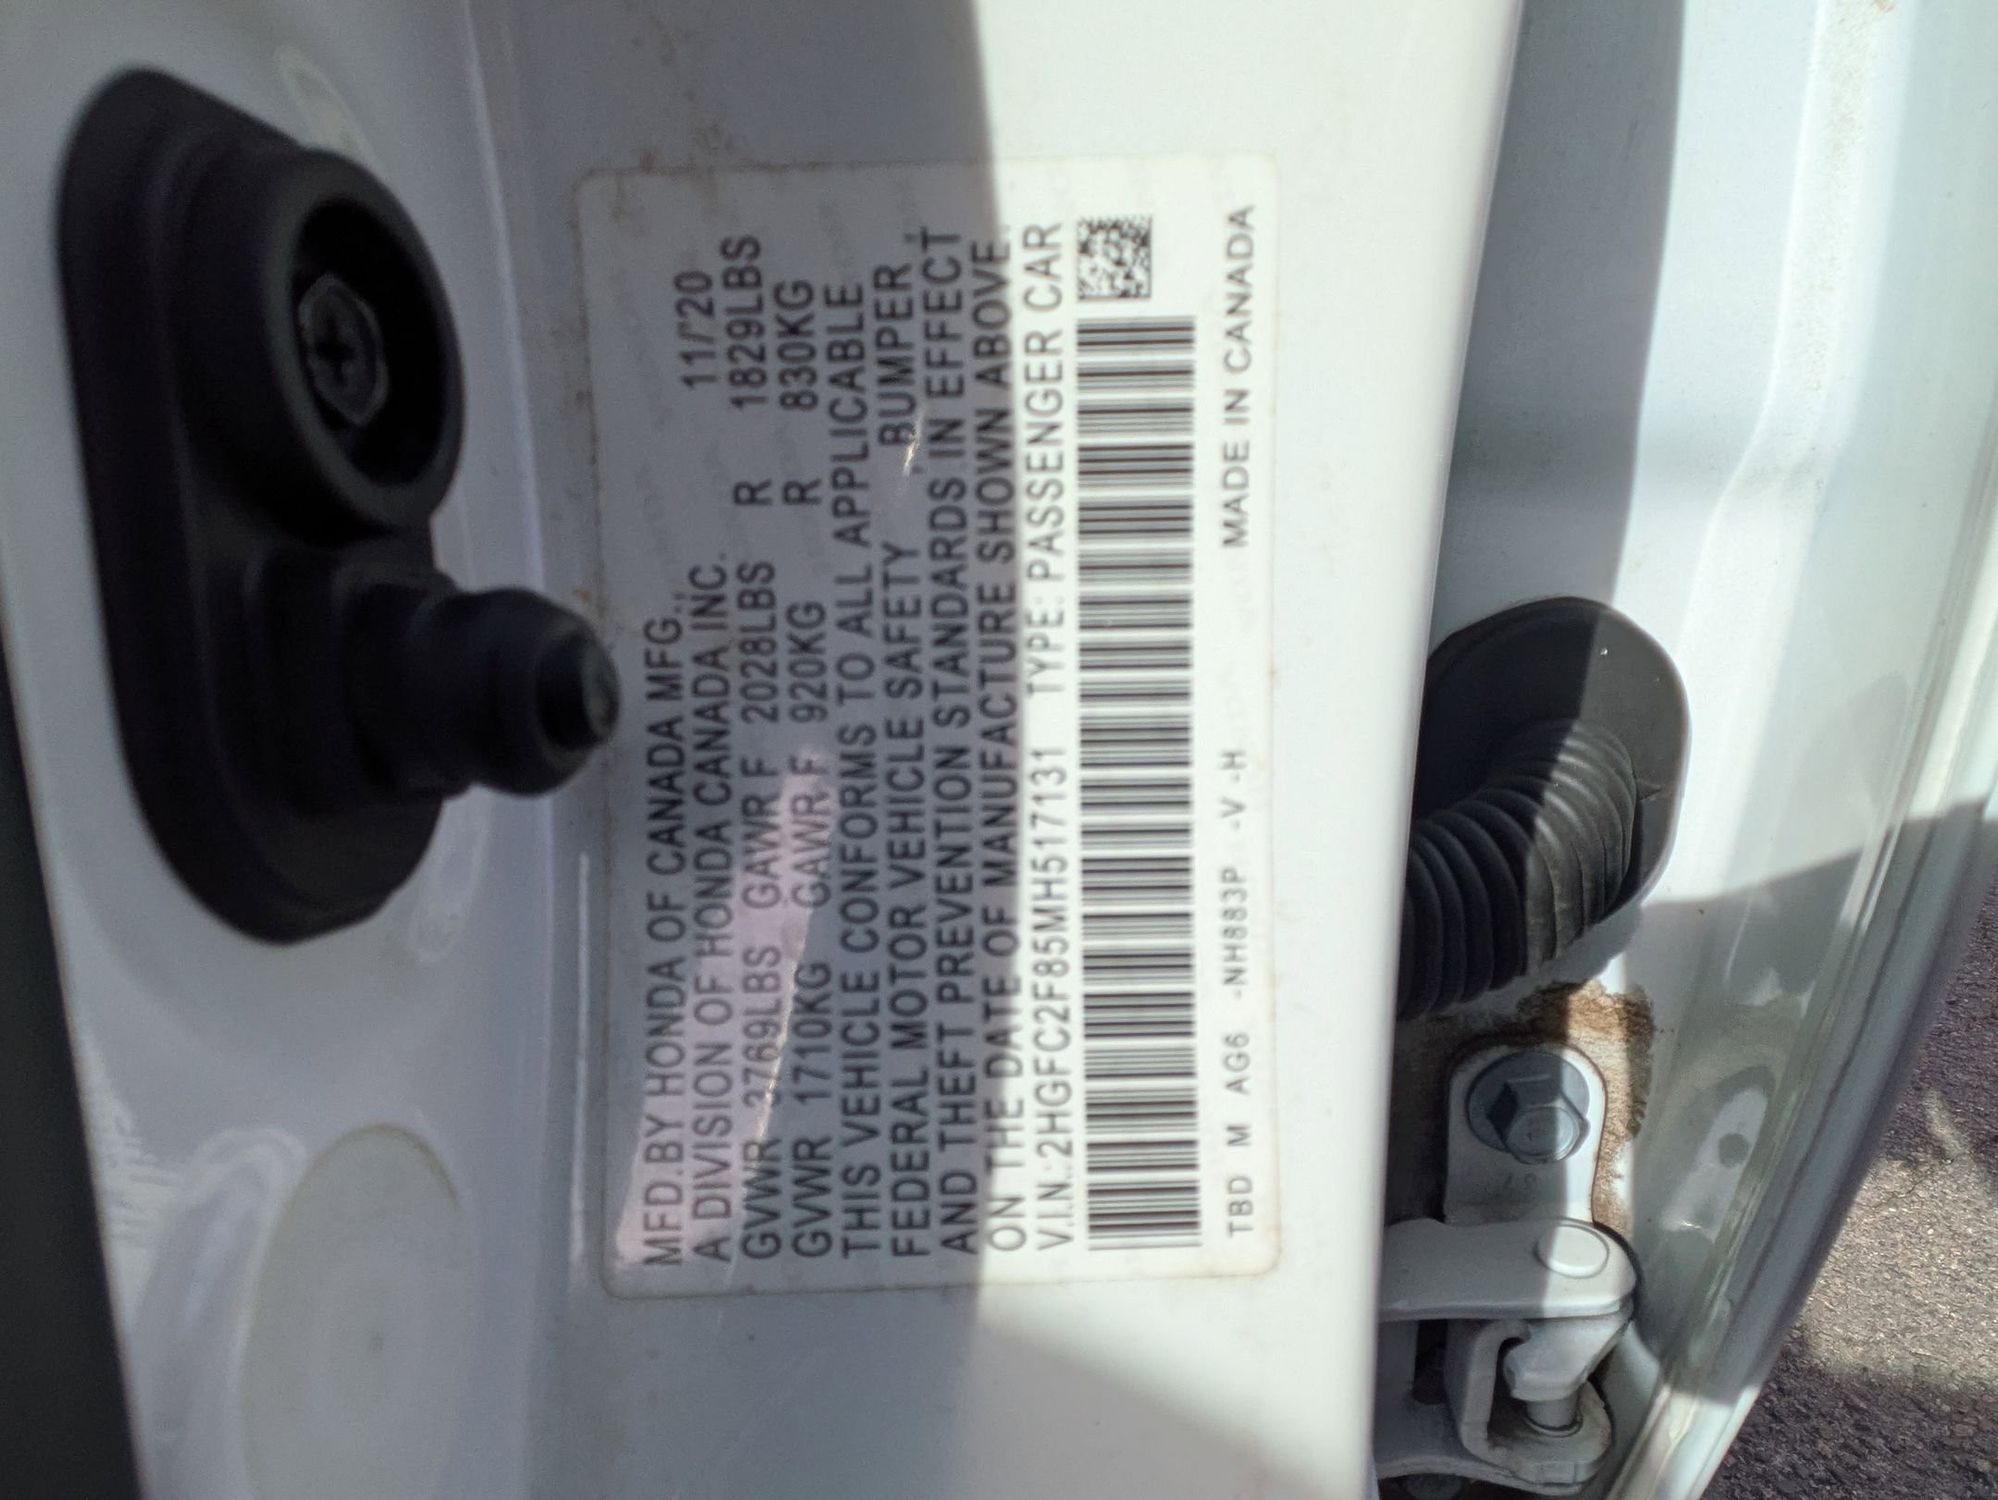 MFD.BY HONDA OF CANADA MFG., 11/'20
A DIVISION OF HONDA CANADA INC.
GVWR 3769LBS GAWR F 2028LBS R 1829LBS
GVWR 1710KG GAWR F 920KG R 830KG
THIS VEHICLE CONFORMS TO ALL APPLICABLE
FEDERAL MOTOR VEHICLE SAFETY , BUMPER,
AND THEFT PREVENTION STANDARDS IN EFFECT
ON THE DATE OF MANUFACTURE SHOWN ABOVE.
V.I.N.:2HGFC2F85MH517131 TYPE: PASSENGER CAR
TBD M AG6 -NH883P -V -H MADE IN CANADA